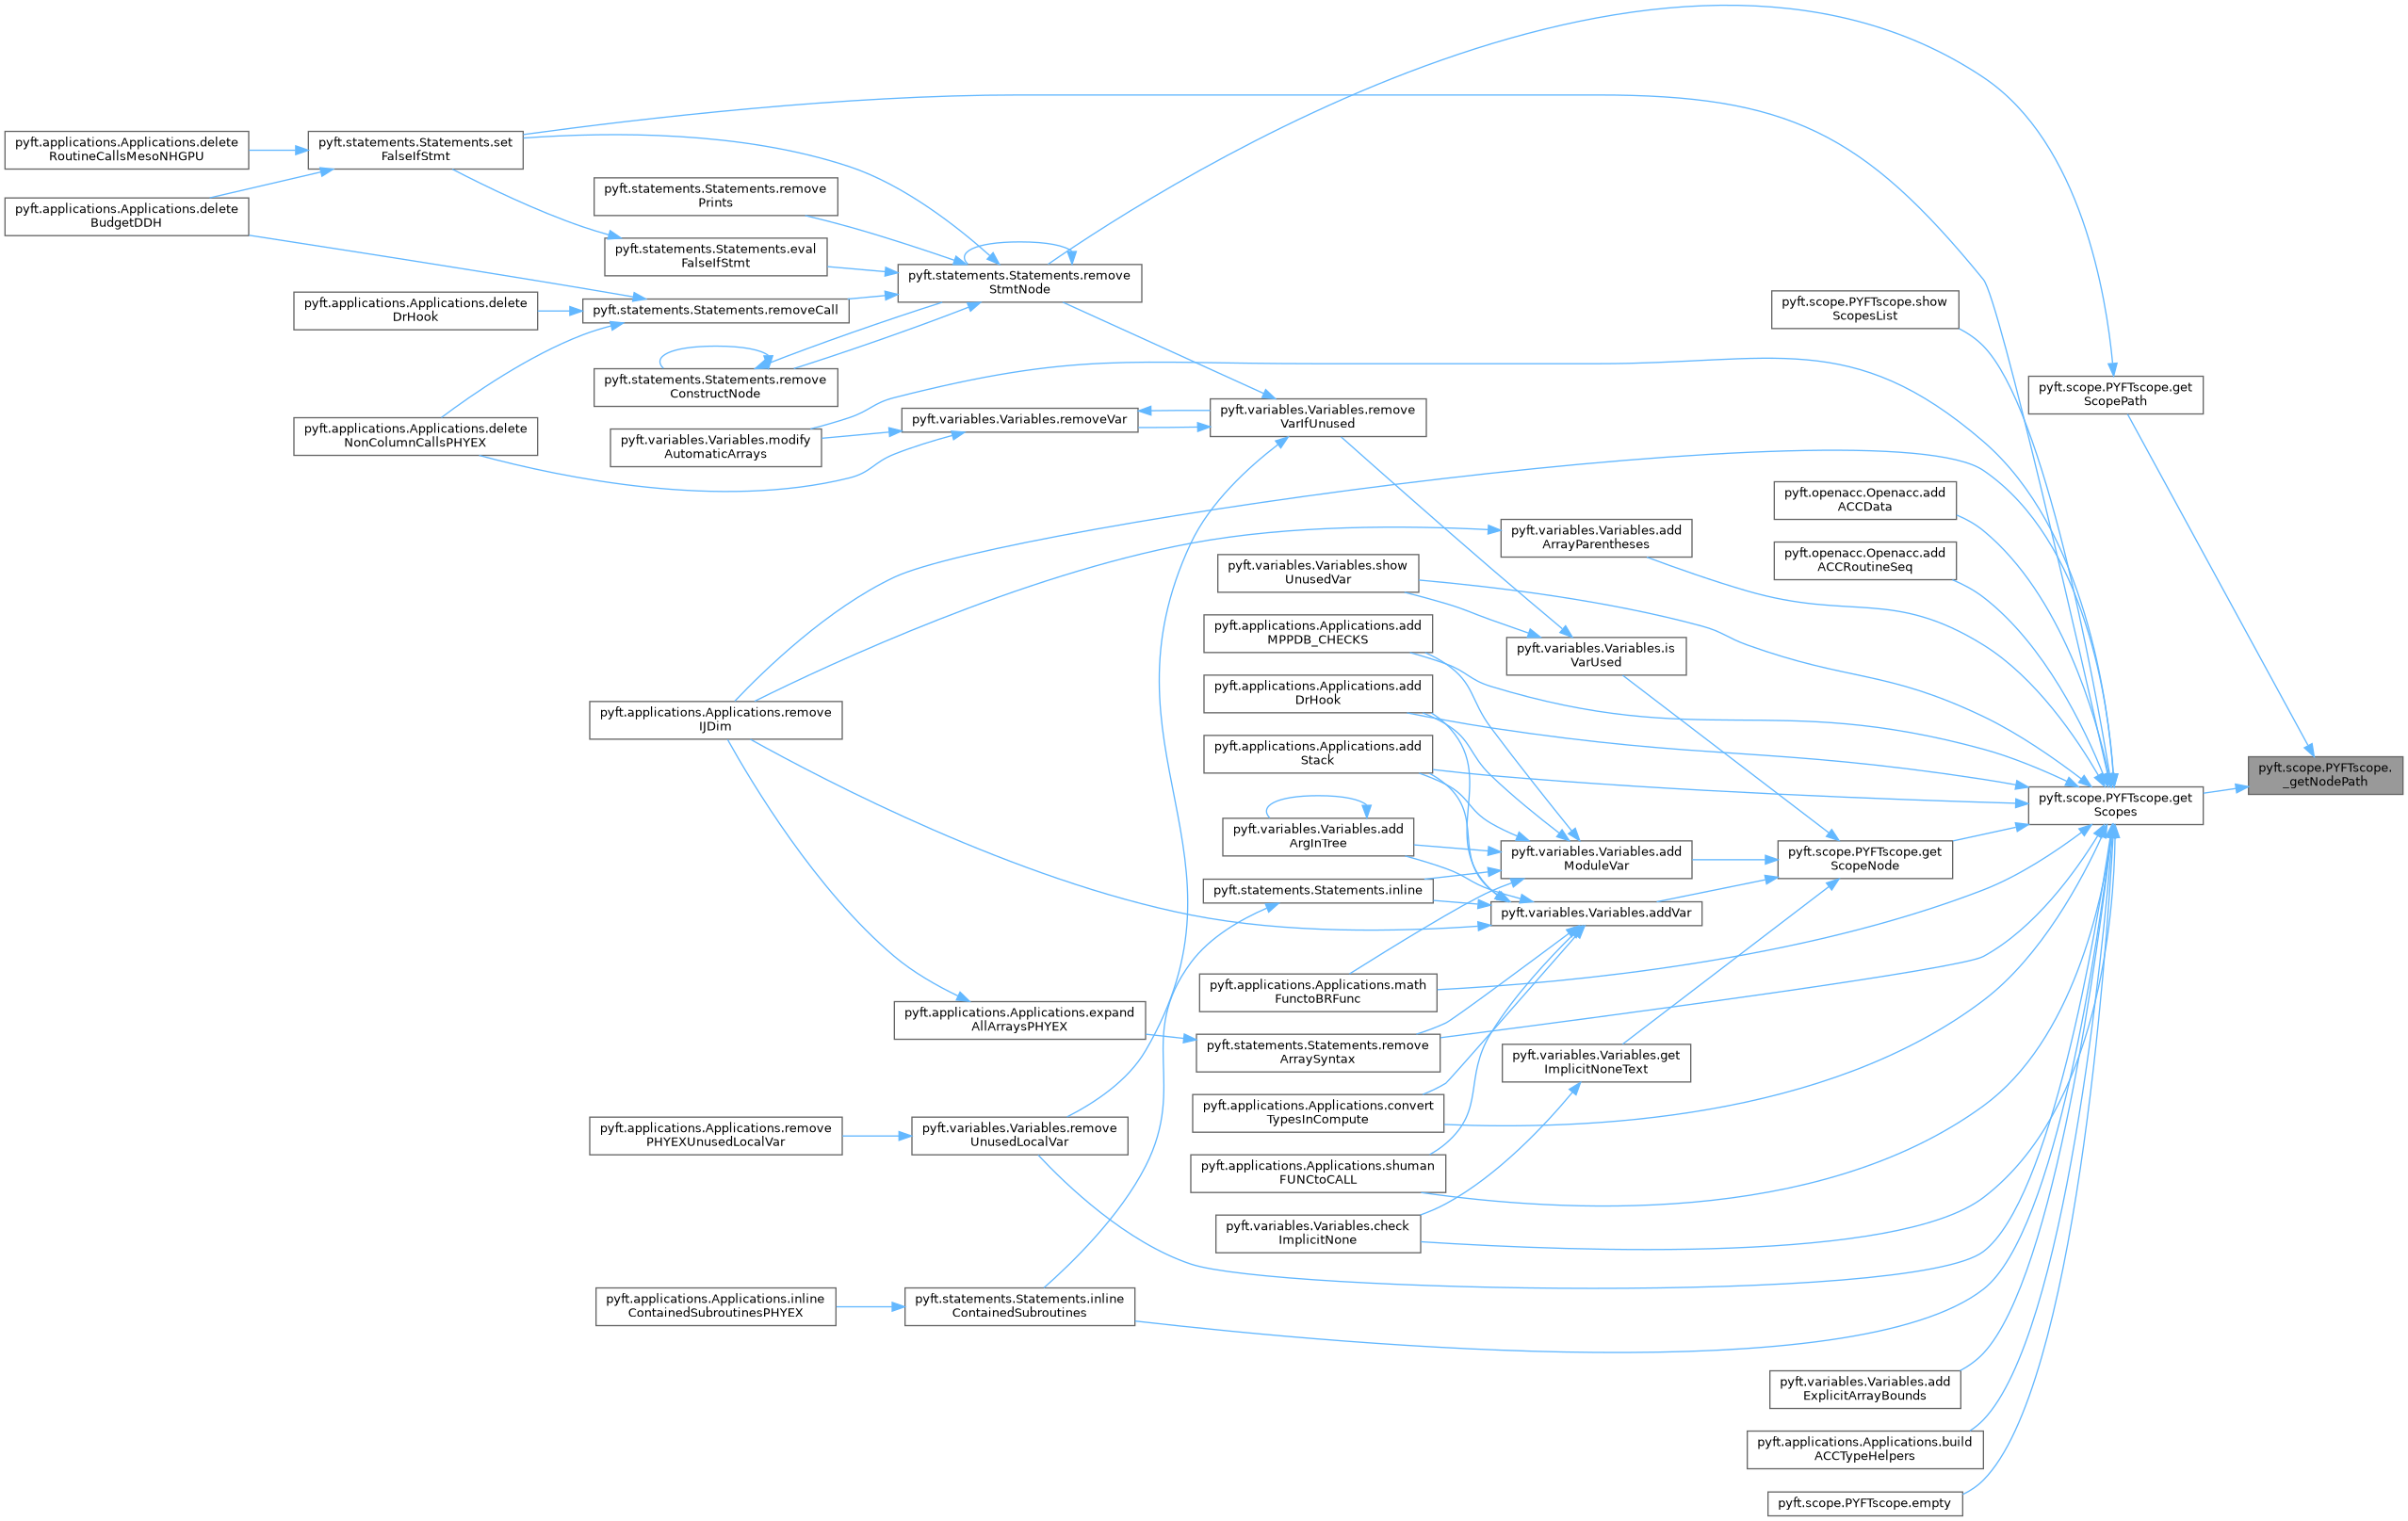 pyft.applications.Applications.delete
RoutineCallsMesoNHGPU
pyft.applications.Applications.delete
BudgetDDH
pyft.statements.Statements.set
FalseIfStmt
pyft.applications.Applications.delete
DrHook
pyft.applications.Applications.delete
NonColumnCallsPHYEX
pyft.statements.Statements.remove
Prints
pyft.statements.Statements.eval
FalseIfStmt
pyft.statements.Statements.removeCall
pyft.statements.Statements.remove
ConstructNode
pyft.variables.Variables.modify
AutomaticArrays
pyft.applications.Applications.remove
IJDim
pyft.applications.Applications.remove
PHYEXUnusedLocalVar
pyft.applications.Applications.inline
ContainedSubroutinesPHYEX
pyft.statements.Statements.remove
StmtNode
pyft.variables.Variables.removeVar
pyft.applications.Applications.expand
AllArraysPHYEX
pyft.variables.Variables.remove
UnusedLocalVar
pyft.statements.Statements.inline
ContainedSubroutines
pyft.variables.Variables.remove
VarIfUnused
pyft.variables.Variables.show
UnusedVar
pyft.applications.Applications.add
MPPDB_CHECKS
pyft.applications.Applications.add
DrHook
pyft.applications.Applications.add
Stack
pyft.variables.Variables.add
ArgInTree
pyft.statements.Statements.inline
pyft.applications.Applications.math
FunctoBRFunc
pyft.statements.Statements.remove
ArraySyntax
pyft.applications.Applications.convert
TypesInCompute
pyft.applications.Applications.shuman
FUNCtoCALL
pyft.variables.Variables.check
ImplicitNone
pyft.variables.Variables.add
ArrayParentheses
pyft.variables.Variables.is
VarUsed
pyft.variables.Variables.add
ModuleVar
pyft.variables.Variables.addVar
pyft.variables.Variables.get
ImplicitNoneText
pyft.scope.PYFTscope.show
ScopesList
pyft.openacc.Openacc.add
ACCData
pyft.openacc.Openacc.add
ACCRoutineSeq
pyft.scope.PYFTscope.get
ScopeNode
pyft.variables.Variables.add
ExplicitArrayBounds
pyft.applications.Applications.build
ACCTypeHelpers
pyft.scope.PYFTscope.empty
pyft.scope.PYFTscope.get
ScopePath
pyft.scope.PYFTscope.get
Scopes
pyft.scope.PYFTscope.
_getNodePath